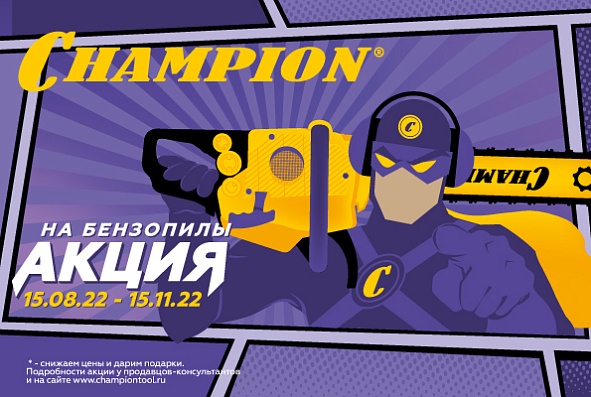 CHAMPION®
C
CHAMPI
НА БЕНЗОПИЛЫ
АКЦИЯ
15.08.22 - 15.11.22
C
* - снижаем цены и дарим подарки.
Подробности акции у продавцов-консультантов
и на сайте www.championtool.ru